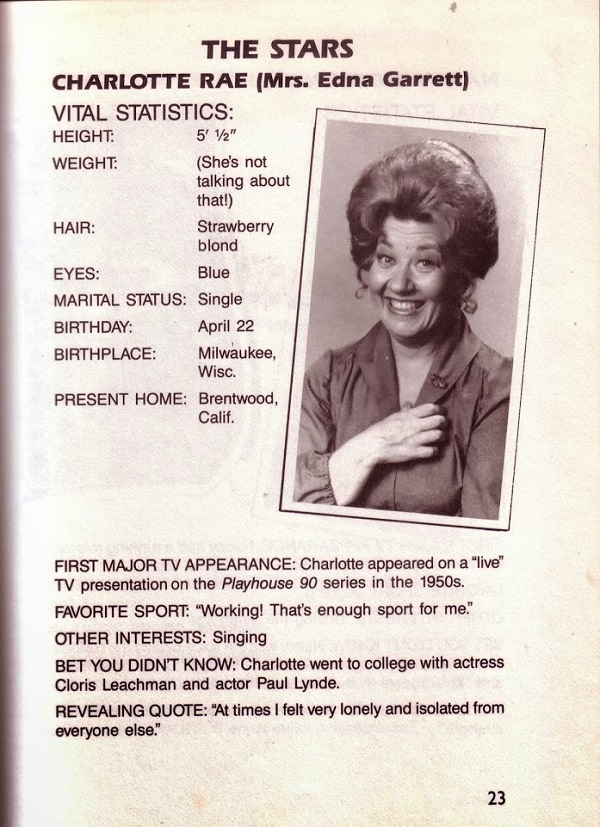 THE STARS
CHARLOTTE RAE (Mrs. Edna Garrett)
VITAL STATISTICS:
HEIGHT: 5' ½"
WEIGHT: (She's not
talking about
that!)
HAIR: Strawberry
blond
EYES: Blue
MARITAL STATUS: Single
BIRTHDAY: April 22
BIRTHPLACE: Milwaukee,
Wisc.
PRESENT HOME: Brentwood,
Calif.
FIRST MAJOR TV APPEARANCE: Charlotte appeared on a "live"
TV presentation on the Playhouse 90 series in the 1950s.
FAVORITE SPORT: "Working! That's enough sport for me."
OTHER INTERESTS: Singing
BET YOU DIDN'T KNOW: Charlotte went to college with actress
Cloris Leachman and actor Paul Lynde.
REVEALING QUOTE: "At times I felt very lonely and isolated from
everyone else."
23